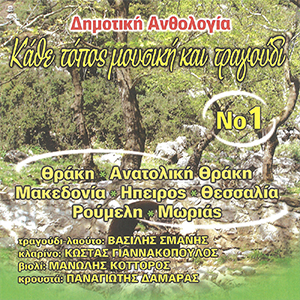 Δημοτική Ανθολογία
Κάθε τόπος μουσική και τραγούδι
Νο 1
Θράκη * Ανατολική Θράκη
Μακεδονία * Ήπειρος * Θεσσαλία
Ρούμελη * Μωριάς
τραγούδι-λαούτο: ΒΑΣΙΛΗΣ ΣΜΑΝΗΣ
κλαρίνο: ΚΩΣΤΑΣ ΓΙΑΝΝΑΚΟΠΟΥΛΟΣ
βιολί: ΜΑΝΩΛΗΣ ΚΟΤΤΟΡΟΣ
κρουστά: ΠΑΝΑΓΙΩΤΗΣ ΔΑΜΑΡΑΣ